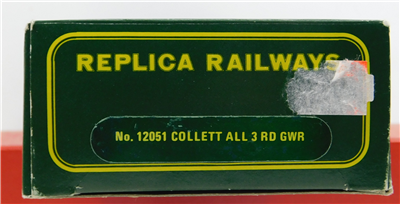 REPLICA RAILWAYS
No. 12051 COLLETT ALL 3 RD GWR